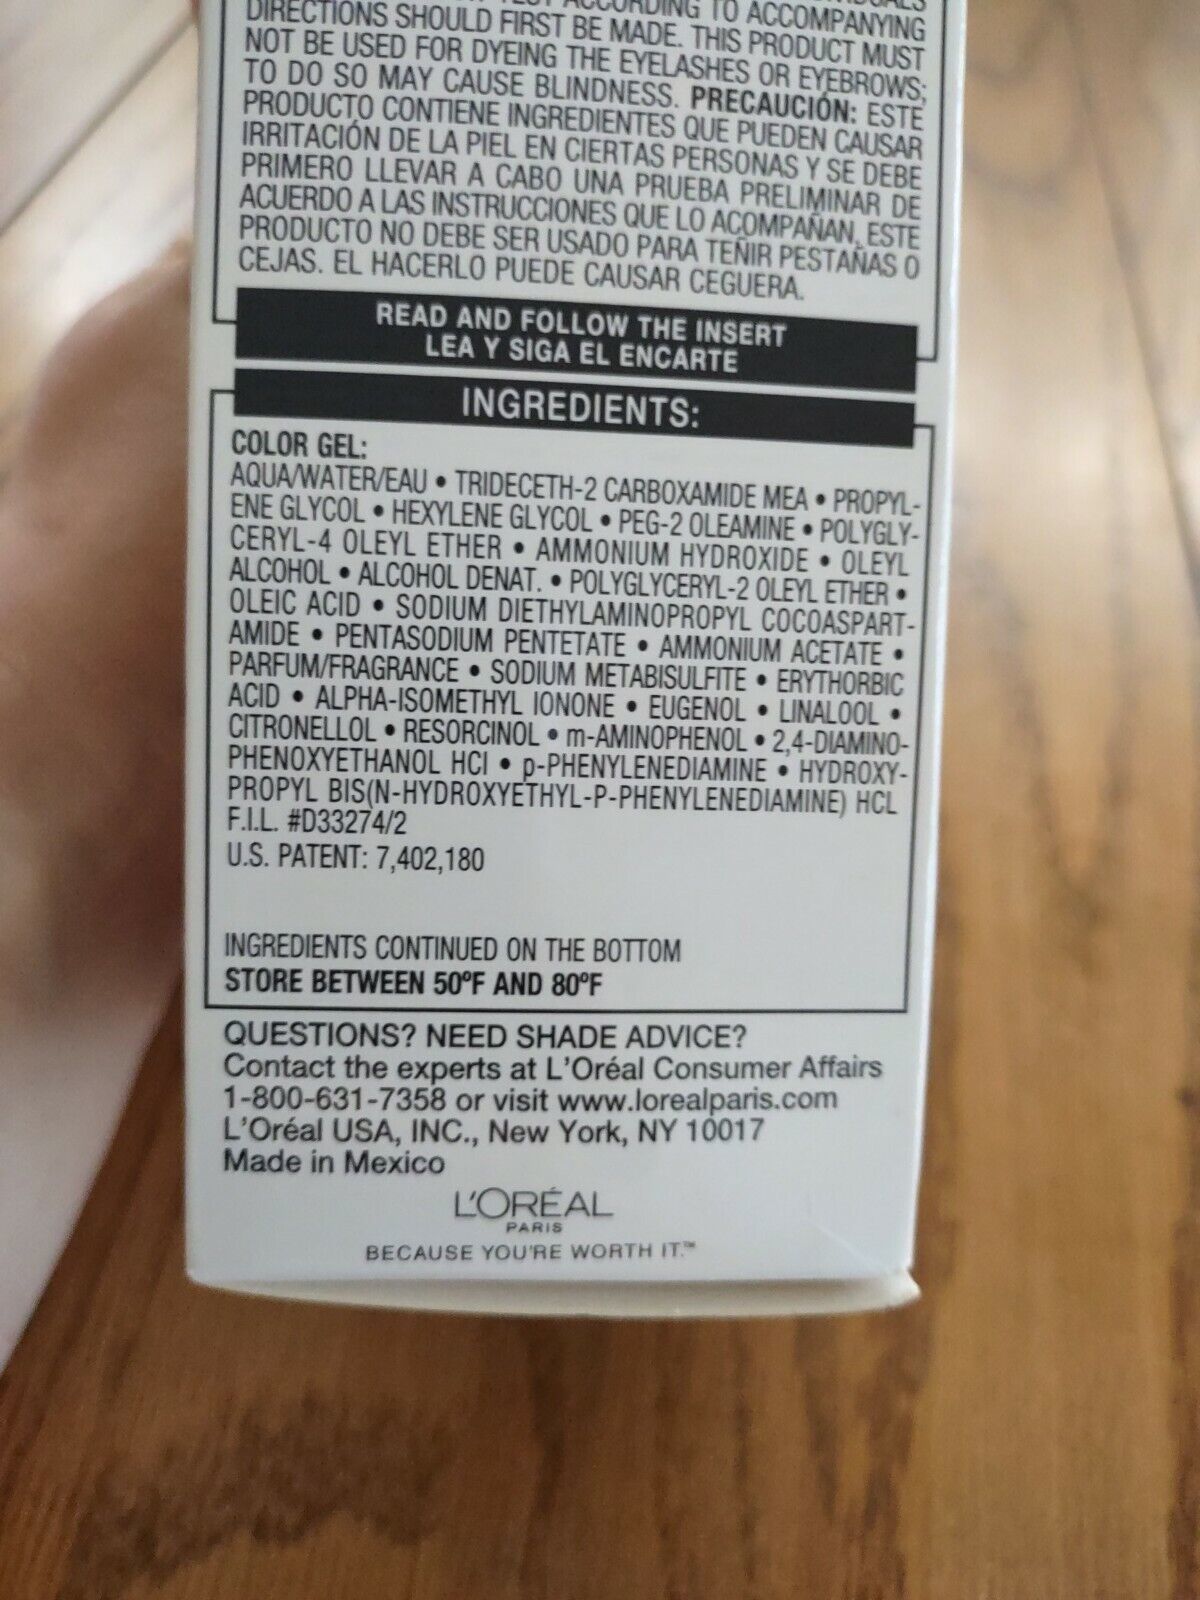 TEST ACCORDING TO ACCOMPANYING
DIRECTIONS SHOULD FIRST BE MADE. THIS PRODUCT MUST
NOT BE USED FOR DYEING THE EYELASHES OR EYEBROWS;
TO DO SO MAY CAUSE BLINDNESS. PRECAUCIÓN: ESTE
PRODUCTO CONTIENE INGREDIENTES QUE PUEDEN CAUSAR
IRRITACIÓN DE LA PIEL EN CIERTAS PERSONAS Y SE DEBE
PRIMERO LLEVAR A CABO UNA PRUEBA PRELIMINAR DE
ACUERDO A LAS INSTRUCCIONES QUE LO ACOMPAÑAN, ESTE
PRODUCTO NO DEBE SER USADO PARA TEÑIR PESTAÑAS O
CEJAS. EL HACERLO PUEDE CAUSAR CEGUERA.
READ AND FOLLOW THE INSERT
LEA Y SIGA EL ENCARTE
INGREDIENTS:
COLOR GEL:
AQUA/WATER/EAU • TRIDECETH-2 CARBOXAMIDE MEA • PROPYL-
ENE GLYCOL • HEXYLENE GLYCOL • PEG-2 OLEAMINE • POLYGLY-
CERYL-4 OLEYL ETHER • AMMONIUM HYDROXIDE • OLEYL
ALCOHOL • ALCOHOL DENAT. • POLYGLYCERYL-2 OLEYL ETHER •
OLEIC ACID • SODIUM DIETHYLAMINOPROPYL COCOASPART-
AMIDE • PENTASODIUM PENTETATE • AMMONIUM ACETATE •
PARFUM/FRAGRANCE • SODIUM METABISULFITE • ERYTHORBIC
ACID • ALPHA-ISOMETHYL IONONE • EUGENOL • LINALOOL •
CITRONELLOL • RESORCINOL • m-AMINOPHENOL • 2,4-DIAMINO-
PHENOXYETHANOL HCl • p-PHENYLENEDIAMINE • HYDROXY-
PROPYL BIS(N-HYDROXYETHYL-P-PHENYLENEDIAMINE) HCL
F.I.L. #D33274/2
U.S. PATENT: 7,402,180
INGREDIENTS CONTINUED ON THE BOTTOM
STORE BETWEEN 50ºF AND 80ºF
QUESTIONS? NEED SHADE ADVICE?
Contact the experts at L'Oréal Consumer Affairs
1-800-631-7358 or visit www.lorealparis.com
L'Oréal USA, INC., New York, NY 10017
Made in Mexico
L'ORÉAL
PARIS
BECAUSE YOU'RE WORTH IT.™